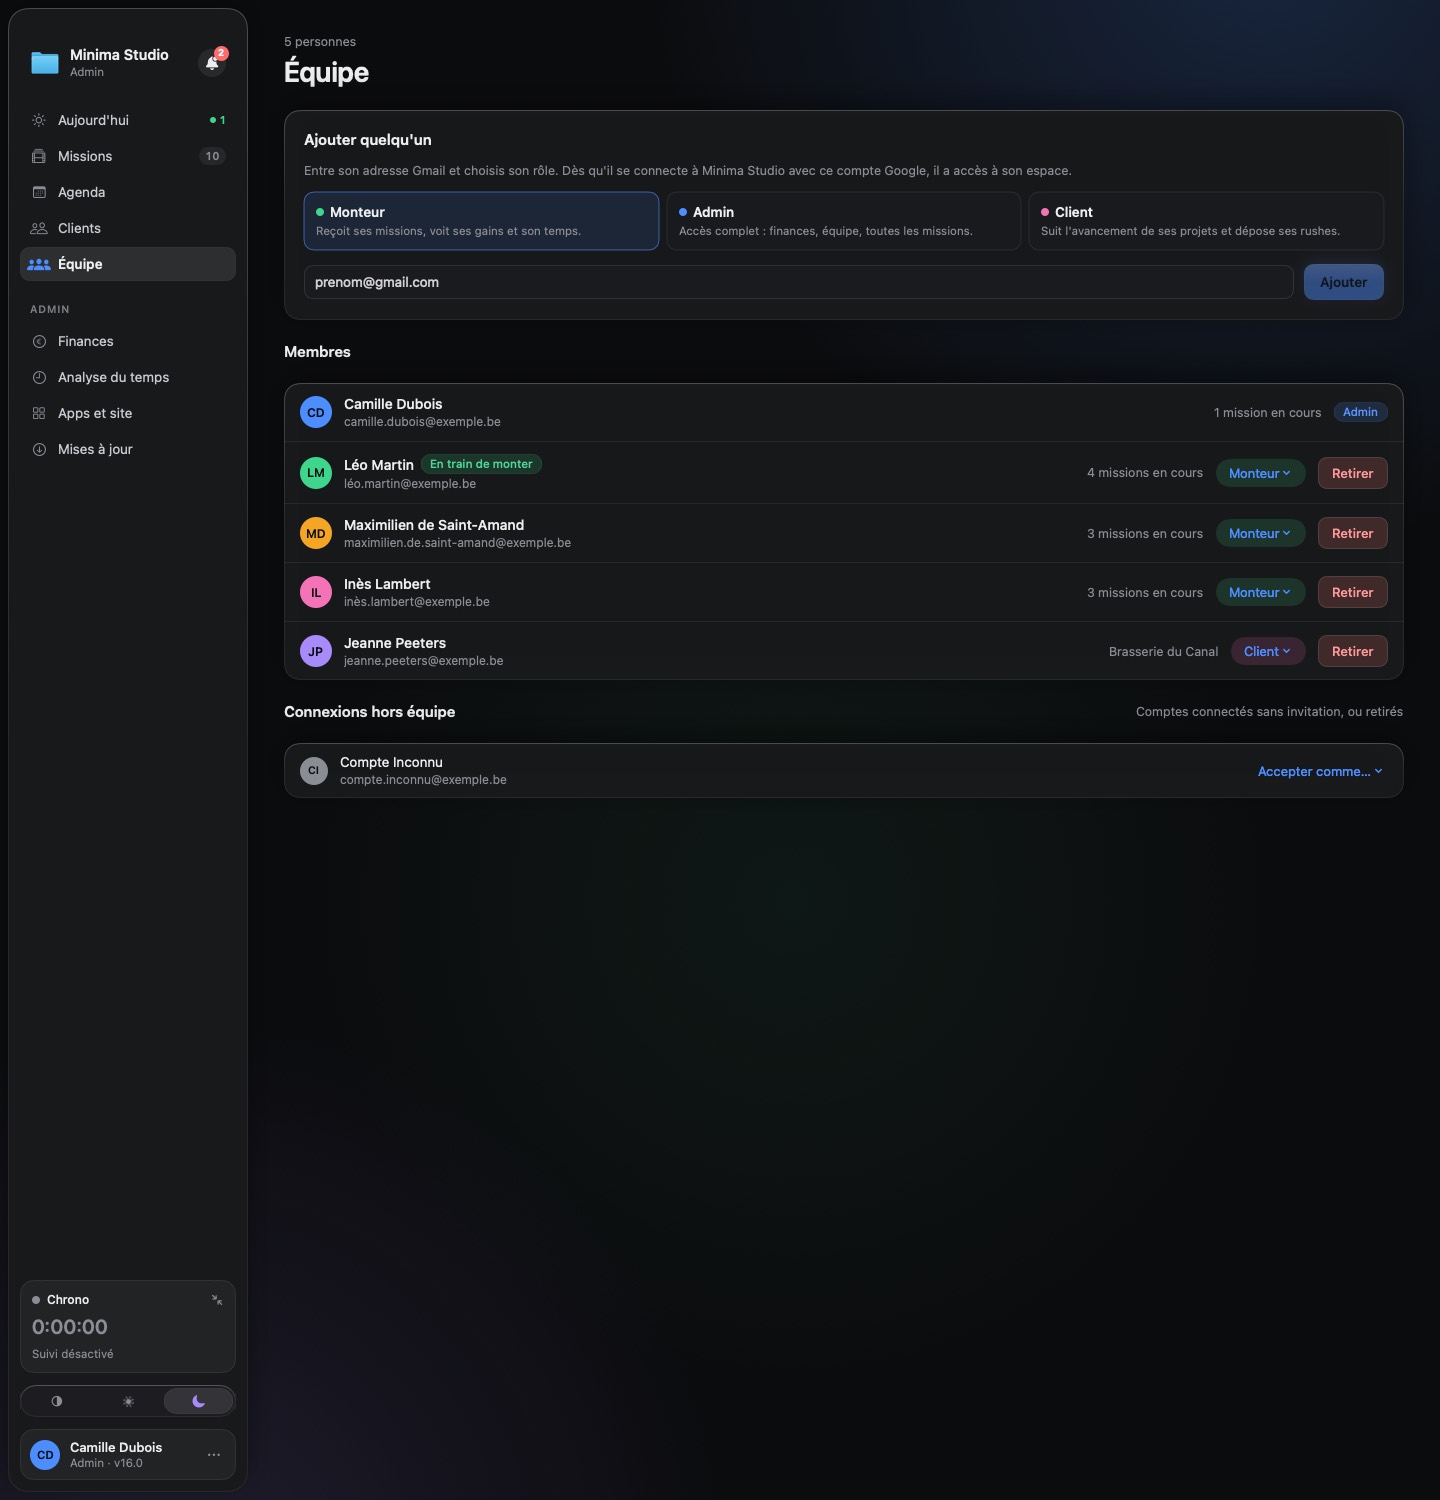 Minima Studio
Admin
2
Aujourd'hui
1
Missions
10
Agenda
Clients
Équipe
ADMIN
Finances
Analyse du temps
Apps et site
Mises à jour
Chrono
0:00:00
Suivi désactivé
CD
Camille Dubois
Admin · v16.0
5 personnes
Équipe
Ajouter quelqu'un
Entre son adresse Gmail et choisis son rôle. Dès qu'il se connecte à Minima Studio avec ce compte Google, il a accès à son espace.
Monteur
Reçoit ses missions, voit ses gains et son temps.
Admin
Accès complet : finances, équipe, toutes les missions.
Client
Suit l'avancement de ses projets et dépose ses rushes.
prenom@gmail.com
Ajouter
Membres
CD
Camille Dubois
camille.dubois@exemple.be
1 mission en cours
Admin
LM
Léo Martin
En train de monter
léo.martin@exemple.be
4 missions en cours
Monteur
Retirer
MD
Maximilien de Saint-Amand
maximilien.de.saint-amand@exemple.be
3 missions en cours
Monteur
Retirer
IL
Inès Lambert
inès.lambert@exemple.be
3 missions en cours
Monteur
Retirer
JP
Jeanne Peeters
jeanne.peeters@exemple.be
Brasserie du Canal
Client
Retirer
Connexions hors équipe
Comptes connectés sans invitation, ou retirés
CI
Compte Inconnu
compte.inconnu@exemple.be
Accepter comme...